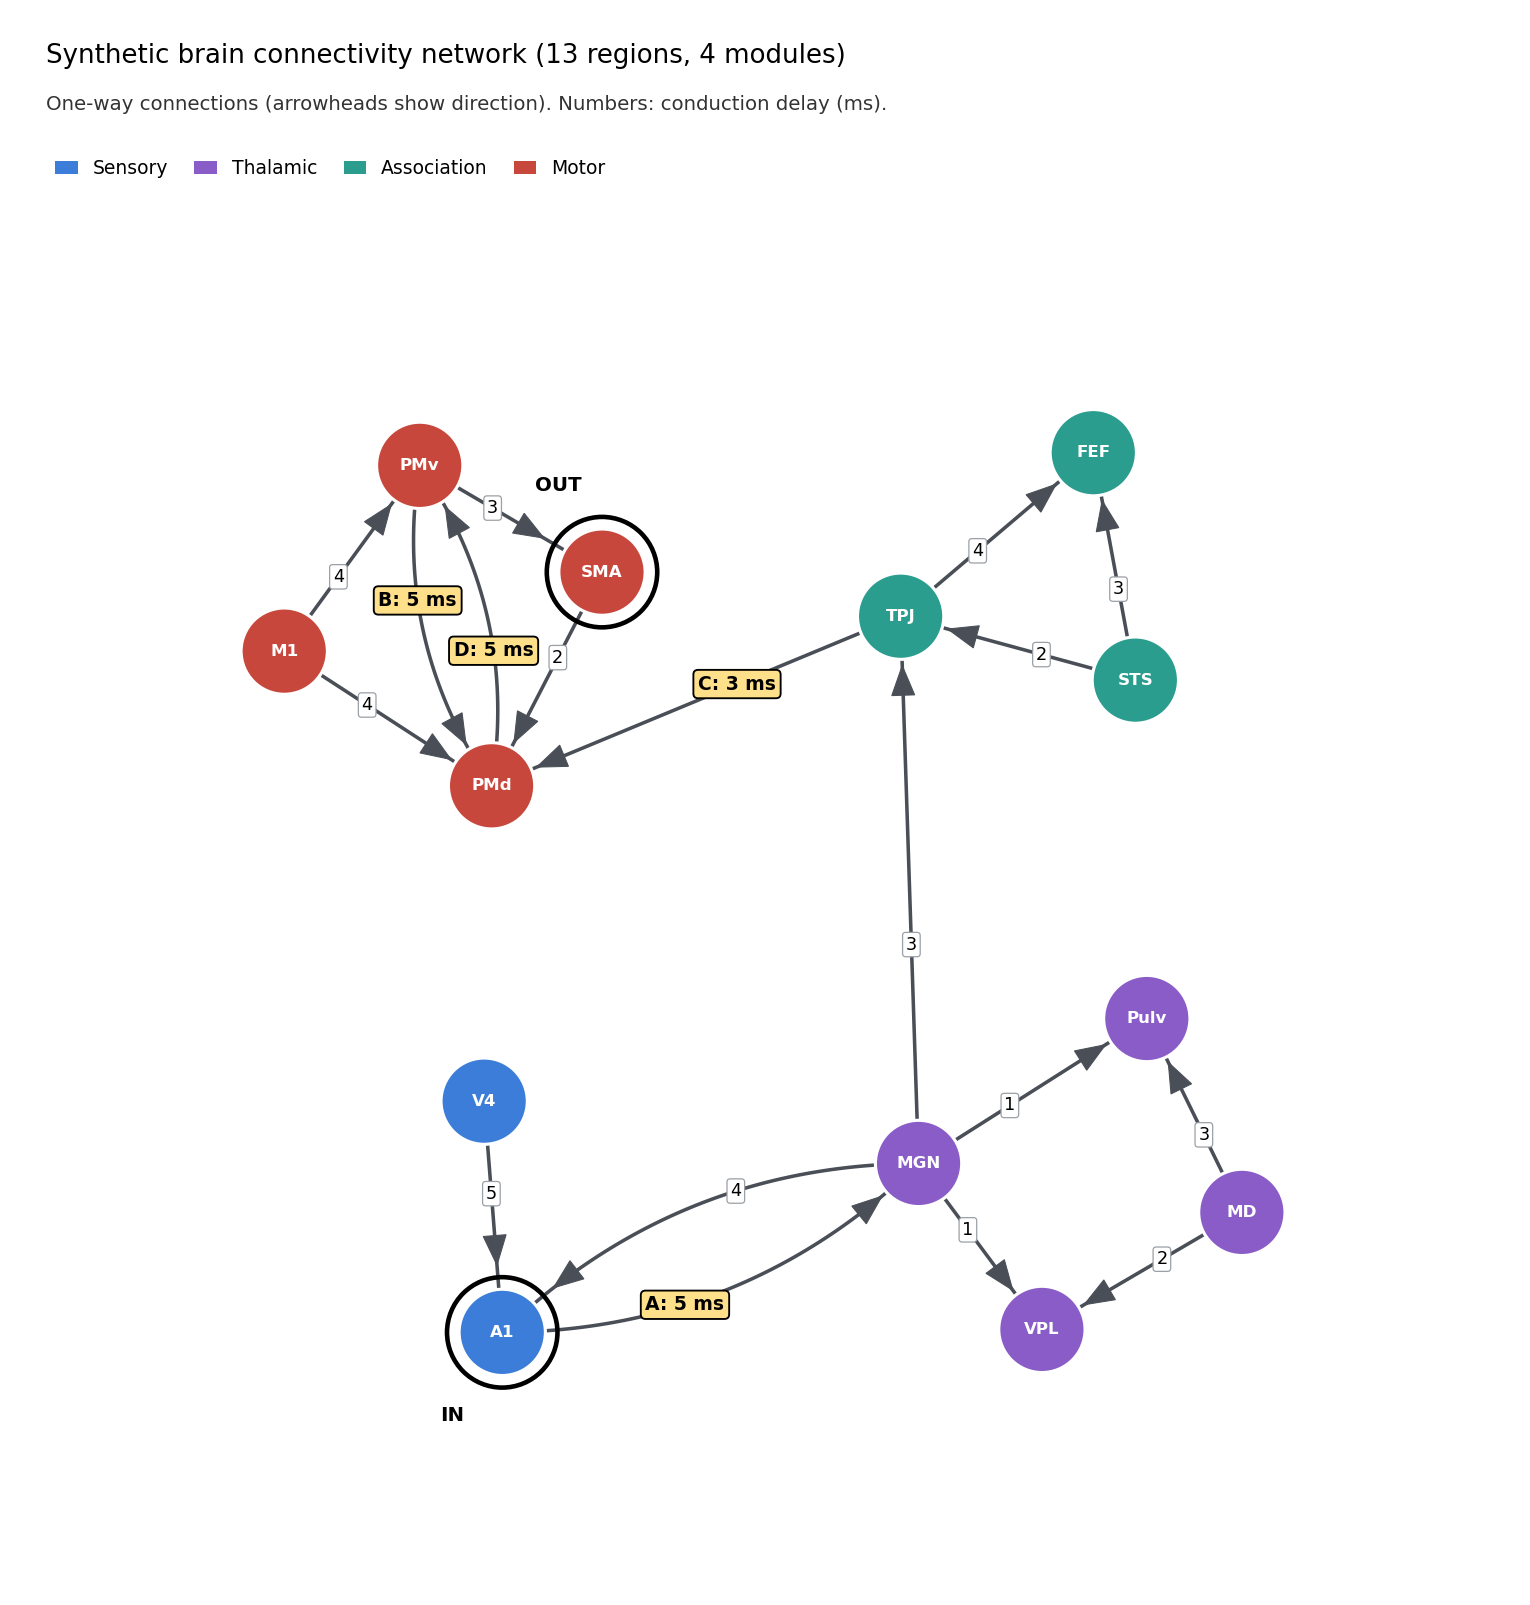 Synthetic brain connectivity network (13 regions, 4 modules)
One-way connections (arrowheads show direction). Numbers: conduction delay (ms).
Sensory Thalamic Association Motor
FEF
PMv
OUT
3
4
SMA
4
3
B: 5 ms
TPJ
D: 5 ms
M1
2
2
STS
C: 3 ms
4
PMd
3
Pulv
V4
1
3
MGN
4
5
MD
1
2
A: 5 ms
VPL
A1
IN